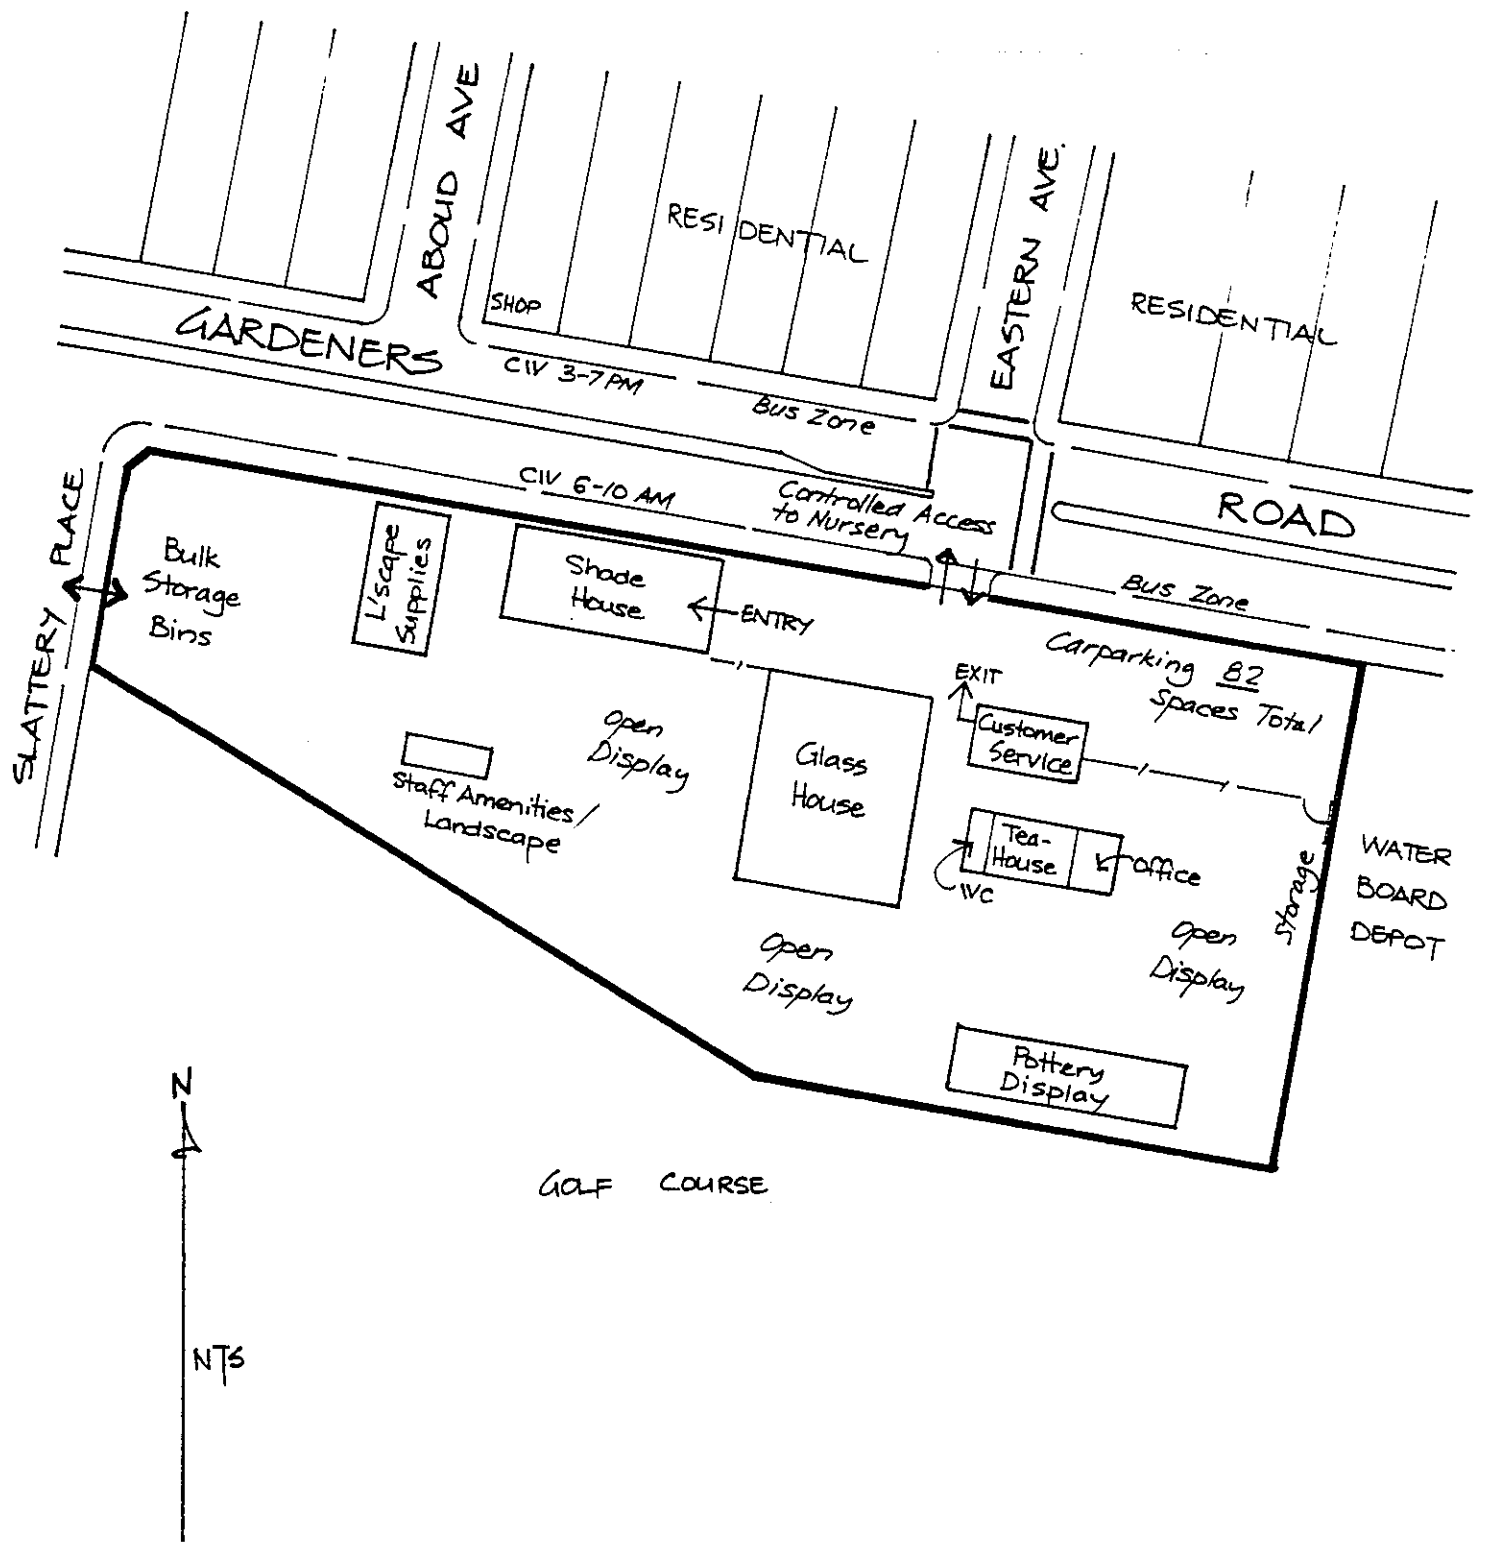 ABOUD AVE
RESIDENTIAL
EASTERN AVE.
RESIDENTIAL
SHOP
GARDENERS
ROAD
CIV 3-7PM
Bus Zone
CIV 6-10 AM
Controlled Access
to Nursery
Bus Zone
SLATTERY PLACE
Bulk
Storage
Bins
L'scape
Supplies
Shade
House
ENTRY
Carparking 82
Spaces Total
EXIT
Customer
Service
Open
Display
Glass
House
Staff Amenities/
Landscape
Tea-
House
Office
WC
Storage
WATER
BOARD
DEPOT
Open
Display
Open
Display
Pottery
Display
N
GOLF COURSE
NTS